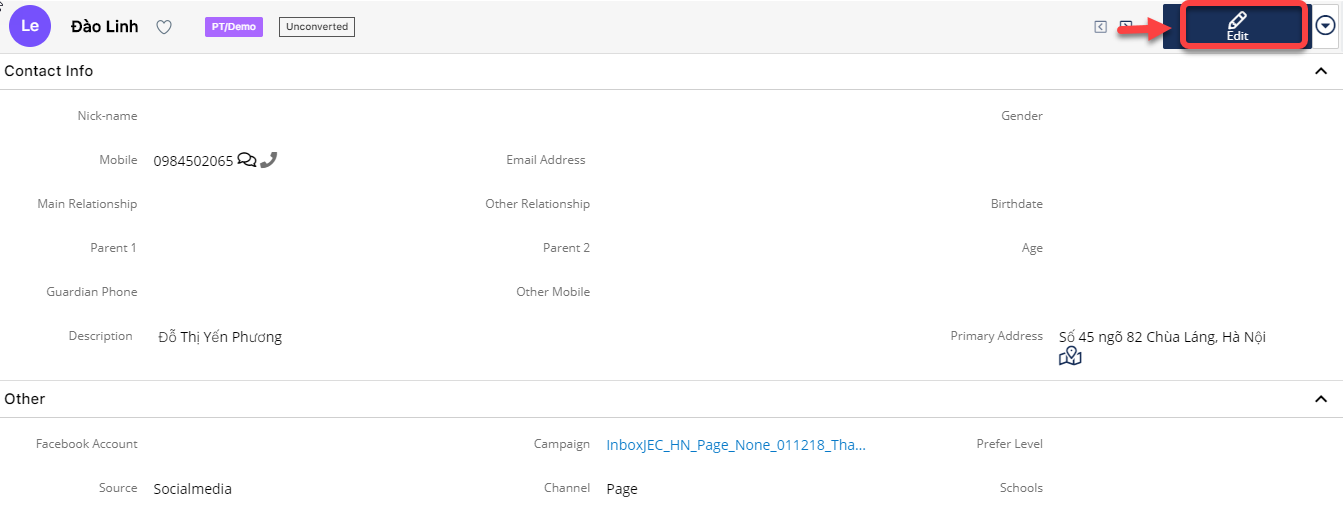 Le Đào Linh PT/Demo Unconverted Edit
Contact Info
Nick-name Gender
Mobile 0984502065 Email Address
Main Relationship Other Relationship Birthdate
Parent 1 Parent 2 Age
Guardian Phone Other Mobile
Description Đỗ Thị Yến Phương Primary Address Số 45 ngõ 82 Chùa Láng, Hà Nội
Other
Facebook Account Campaign InboxJEC_HN_Page_None_011218_Tha... Prefer Level
Source Socialmedia Channel Page Schools